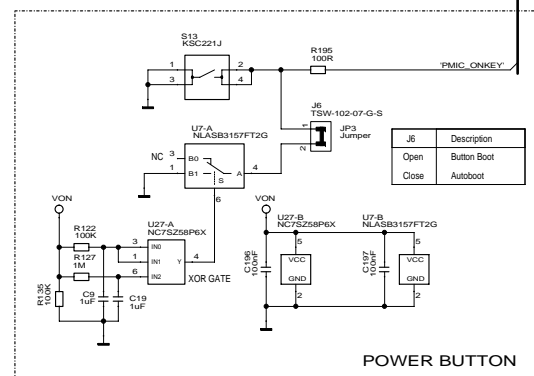 S13
KSC221J
1
2
3
4
R195
100R
'PMIC_ONKEY'
J6
TSW-102-07-G-S
1
2
JP3
Jumper
J6 Description
Open Button Boot
Close Autoboot
U7-A
NLASB3157FT2G
NC
3
B0
1
B1
A
4
S
6
VON
R122
100K
R127
1M
R135
100K
C9
1uF
C19
1uF
U27-A
NC7SZ58P6X
3
IN0
1
IN1
6
IN2
Y
4
XOR GATE
VON
C196
100nF
U27-B
NC7SZ58P6X
5
VCC
GND
2
C197
100nF
U7-B
NLASB3157FT2G
5
VCC
GND
2
POWER BUTTON